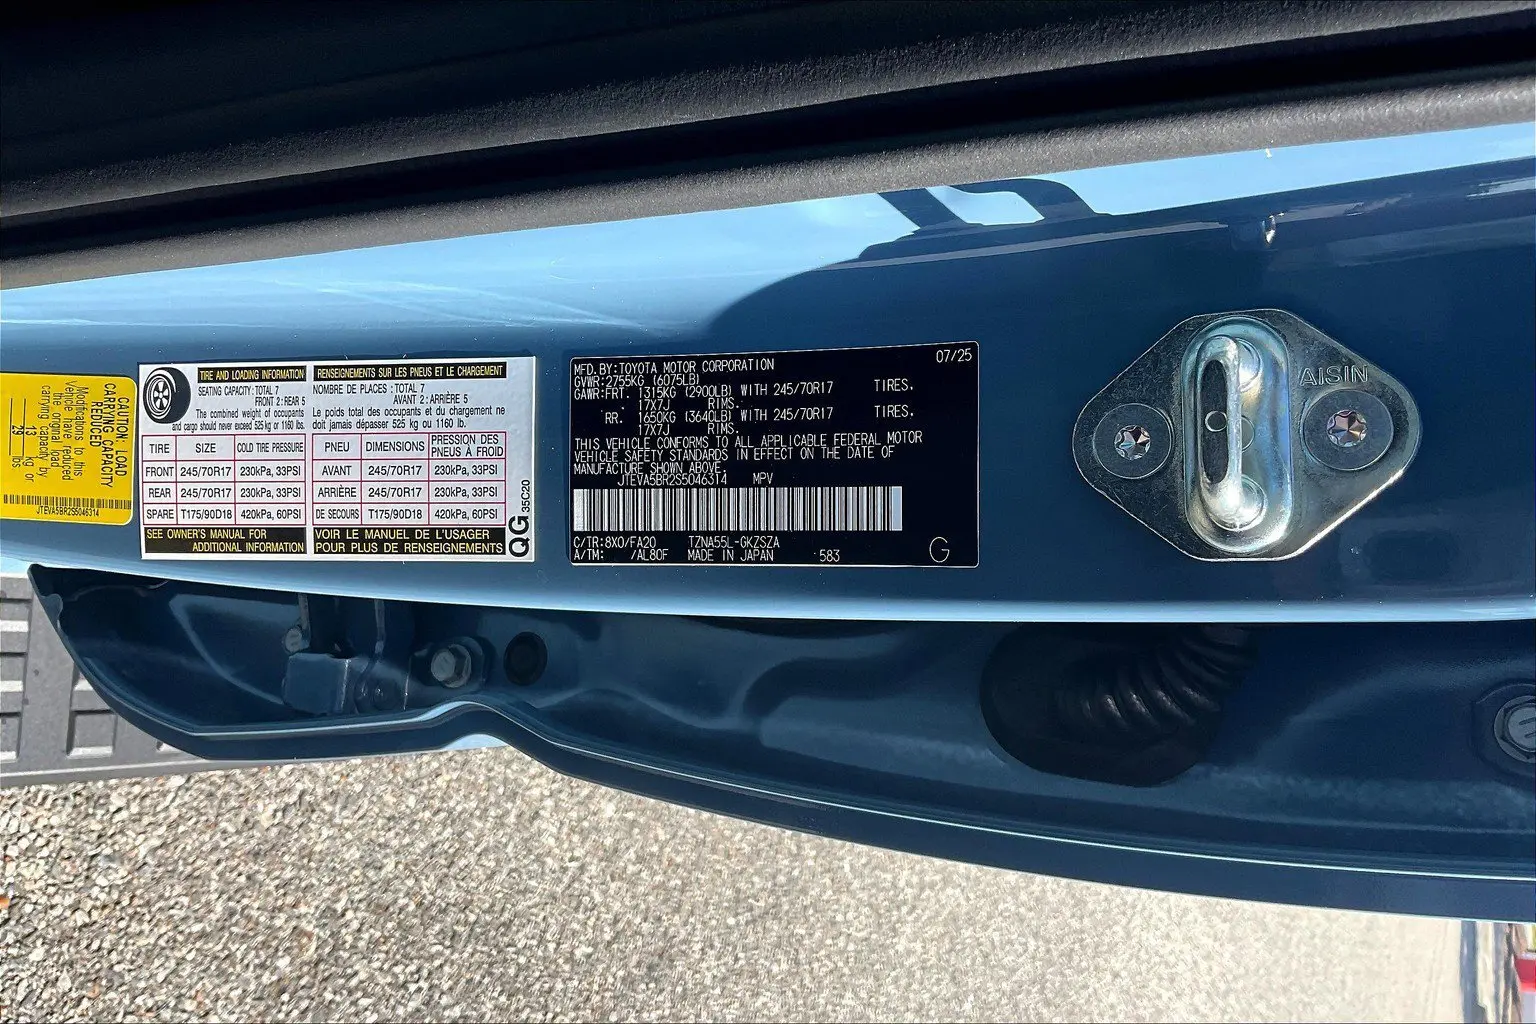 CAUTION: LOAD
CARRYING CAPACITY
REDUCED
Modifications to this
Vehicle have reduced
the original load
carrying capacity by
13 kg or
29 lbs
JTEVA5BR2S5046314
TIRE AND LOADING INFORMATION
SEATING CAPACITY: TOTAL 7
FRONT 2: REAR 5
The combined weight of occupants
and cargo should never exceed 525 kg or 1160 lbs.
RENSEIGNEMENTS SUR LES PNEUS ET LE CHARGEMENT
NOMBRE DE PLACES : TOTAL 7
AVANT 2 : ARRIÈRE 5
Le poids total des occupants et du chargement ne
doit jamais dépasser 525 kg ou 1160 lb.
TIRE SIZE COLD TIRE PRESSURE
FRONT 245/70R17 230kPa, 33PSI
REAR 245/70R17 230kPa, 33PSI
SPARE T175/90D18 420kPa, 60PSI
SEE OWNER'S MANUAL FOR
ADDITIONAL INFORMATION
PNEU DIMENSIONS PRESSION DES
PNEUS À FROID
AVANT 245/70R17 230kPa, 33PSI
ARRIÈRE 245/70R17 230kPa, 33PSI
DE SECOURS T175/90D18 420kPa, 60PSI
VOIR LE MANUEL DE L'USAGER
POUR PLUS DE RENSEIGNEMENTS
QG 35C20
MFD. BY: TOYOTA MOTOR CORPORATION 07/25
GVWR: 2755KG (6075LB)
GAWR: FRT. 1315KG (2900LB) WITH 245/70R17 TIRES.
17X7J RIMS.
RR. 1650KG (3640LB) WITH 245/70R17 TIRES.
17X7J RIMS.
THIS VEHICLE CONFORMS TO ALL APPLICABLE FEDERAL MOTOR
VEHICLE SAFETY STANDARDS IN EFFECT ON THE DATE OF
MANUFACTURE SHOWN ABOVE.
JTEVA5BR2S5046314 MPV
C/TR: 8X0/FA20 TZNA55L-GKZSZA
A/TM: /AL80F MADE IN JAPAN 583
G
AISIN